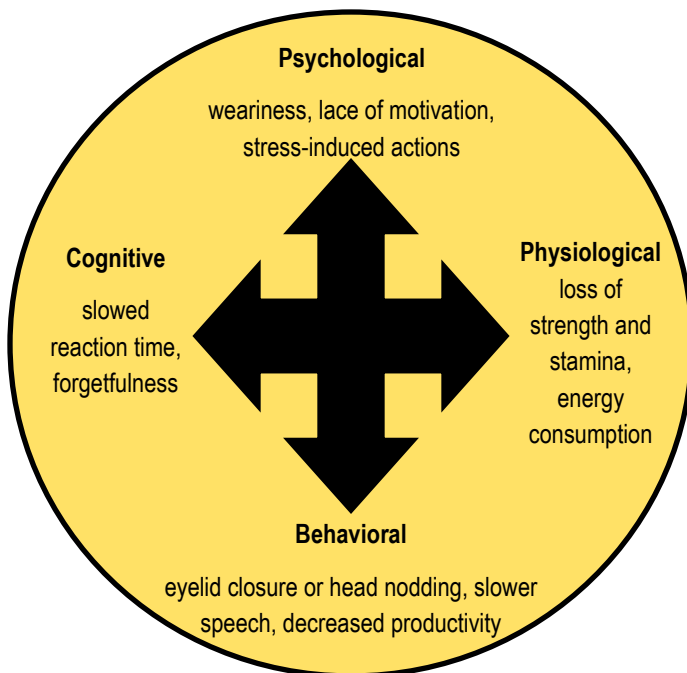 Psychological
weariness, lace of motivation,
stress-induced actions
Cognitive
slowed
reaction time,
forgetfulness
Physiological
loss of
strength and
stamina,
energy
consumption
Behavioral
eyelid closure or head nodding, slower
speech, decreased productivity